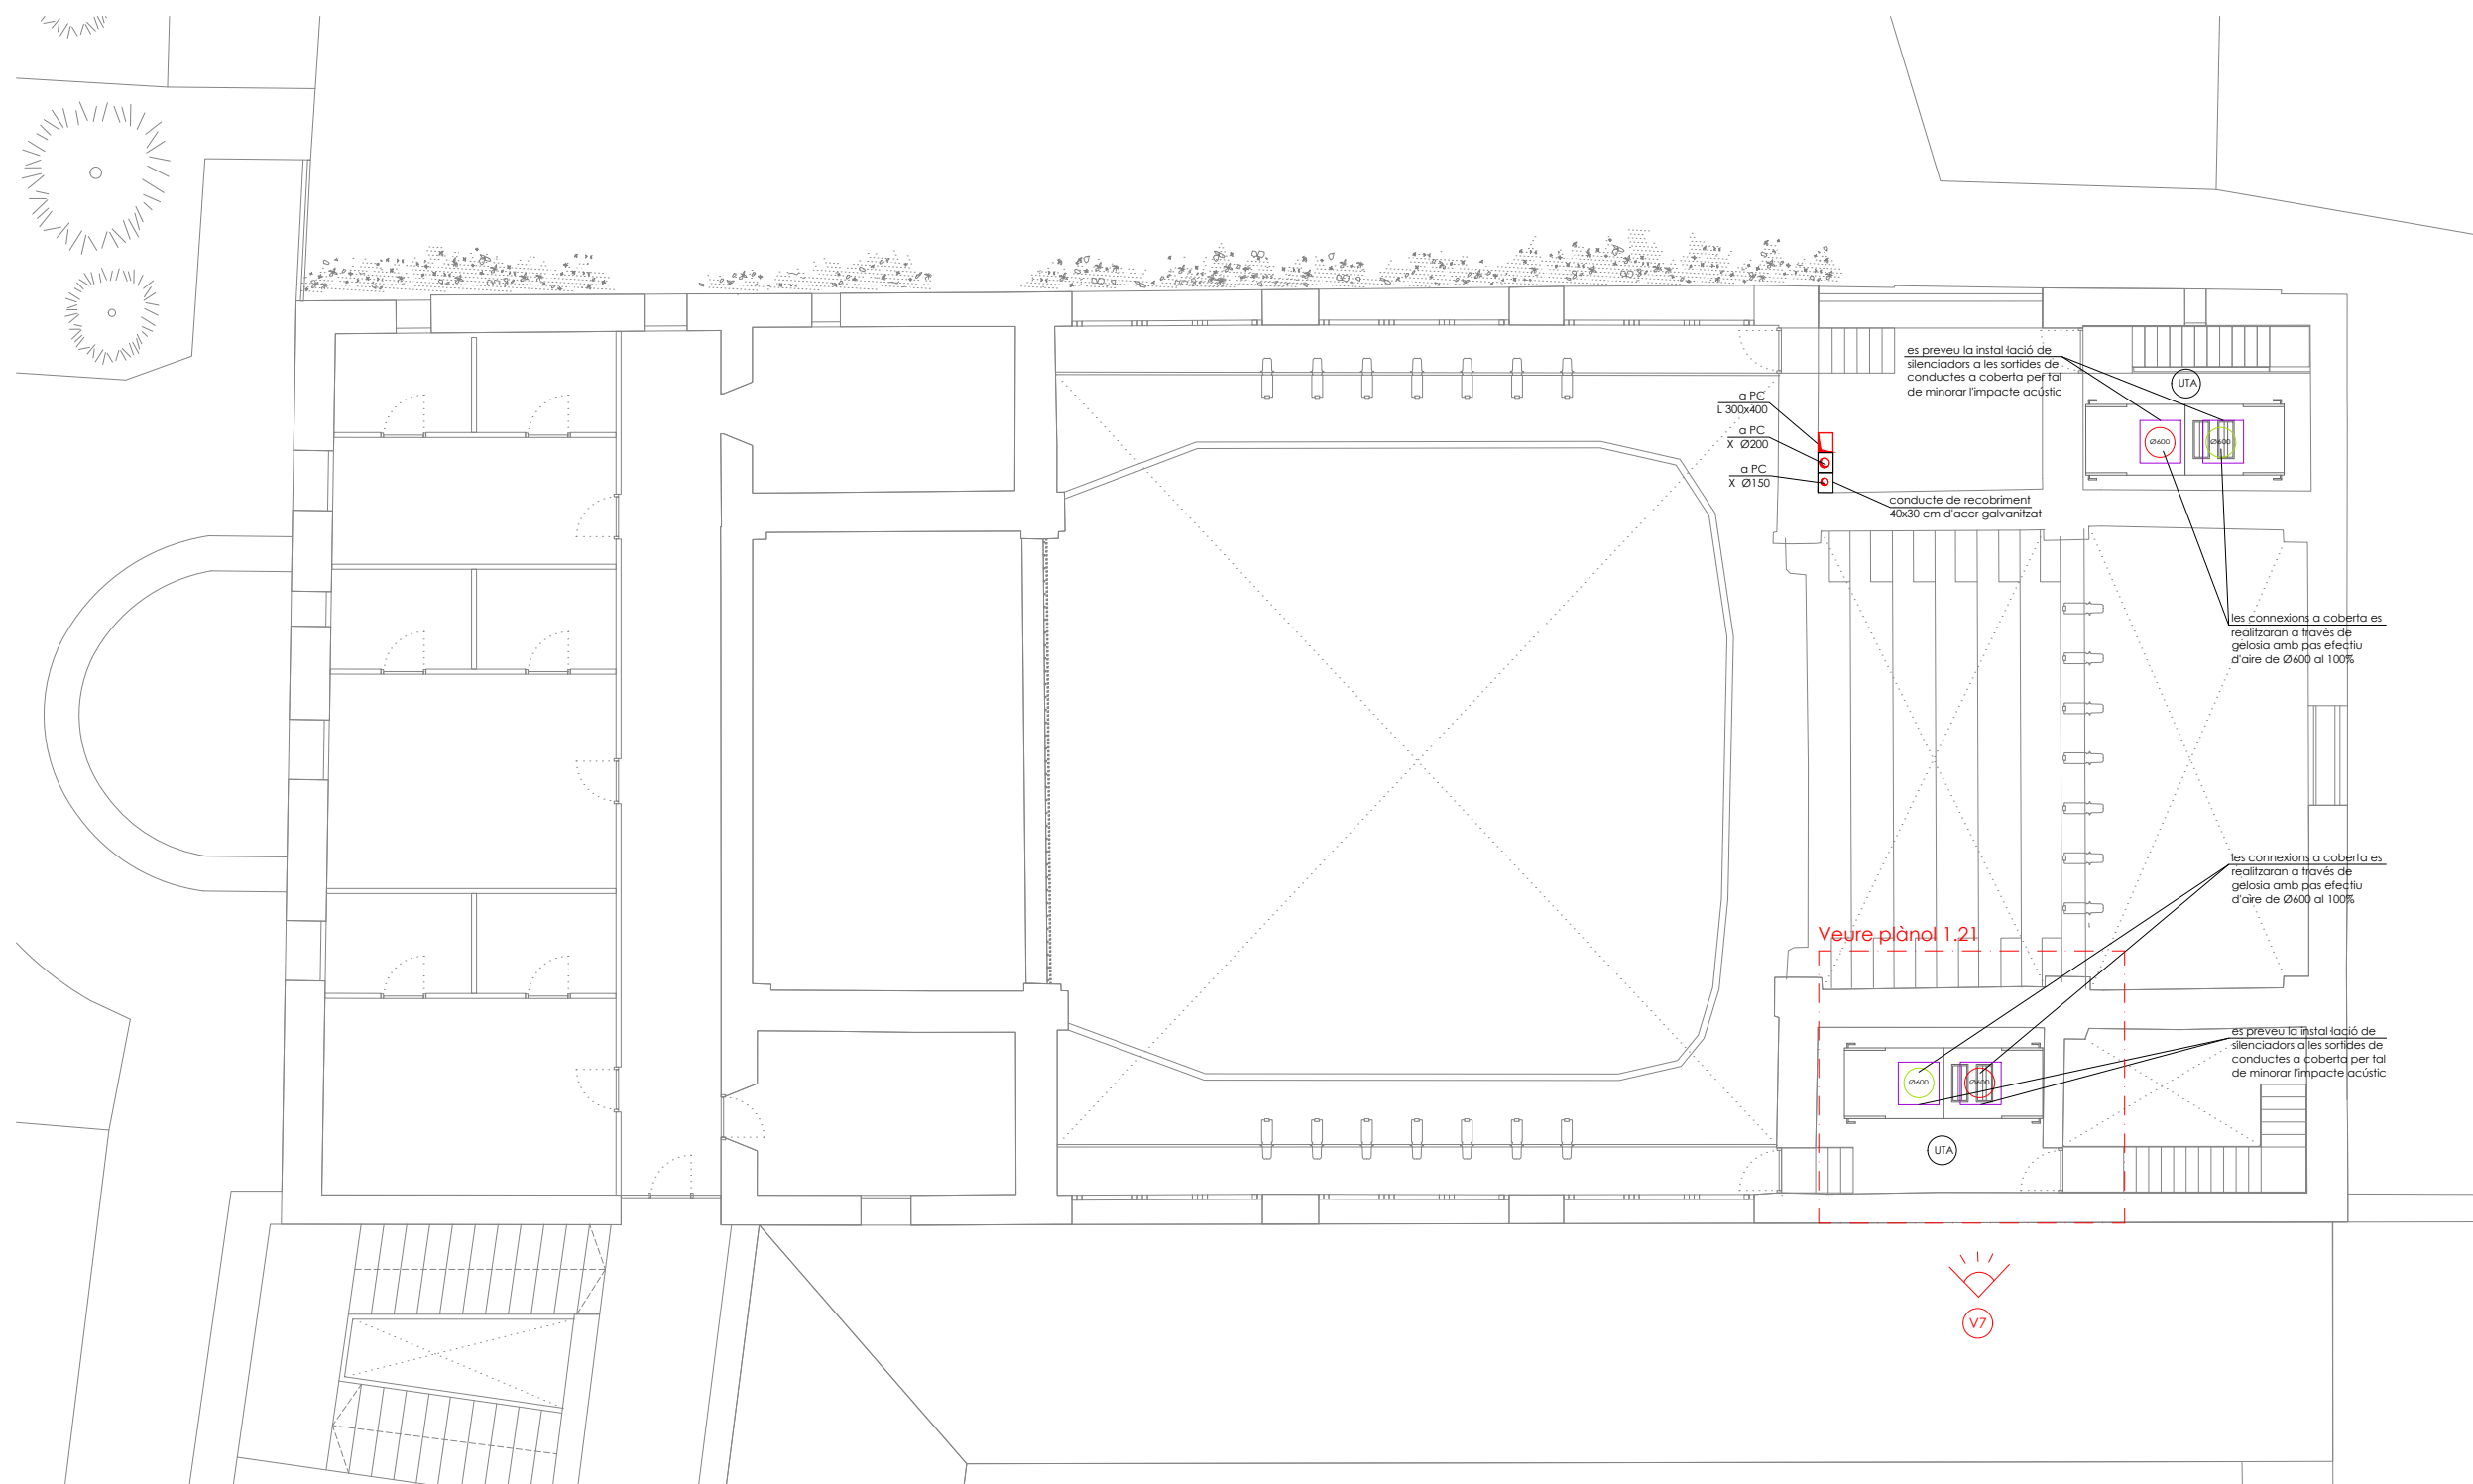 es preveu la instal·lació de
silenciadors a les sortides de
conductes a coberta per tal
de minorar l'impacte acústic
UTA
a PC
L 300x400
a PC
X Ø200
a PC
X Ø150
Ø600
Ø600
conducte de recobriment
40x30 cm d'acer galvanitzat
les connexions a coberta es
realitzaran a través de
gelosia amb pas efectiu
d'aire de Ø600 al 100%
les connexions a coberta es
realitzaran a través de
gelosia amb pas efectiu
d'aire de Ø600 al 100%
Veure plànol 1.21
es preveu la instal·lació de
silenciadors a les sortides de
conductes a coberta per tal
de minorar l'impacte acústic
Ø600
Ø600
UTA
V7